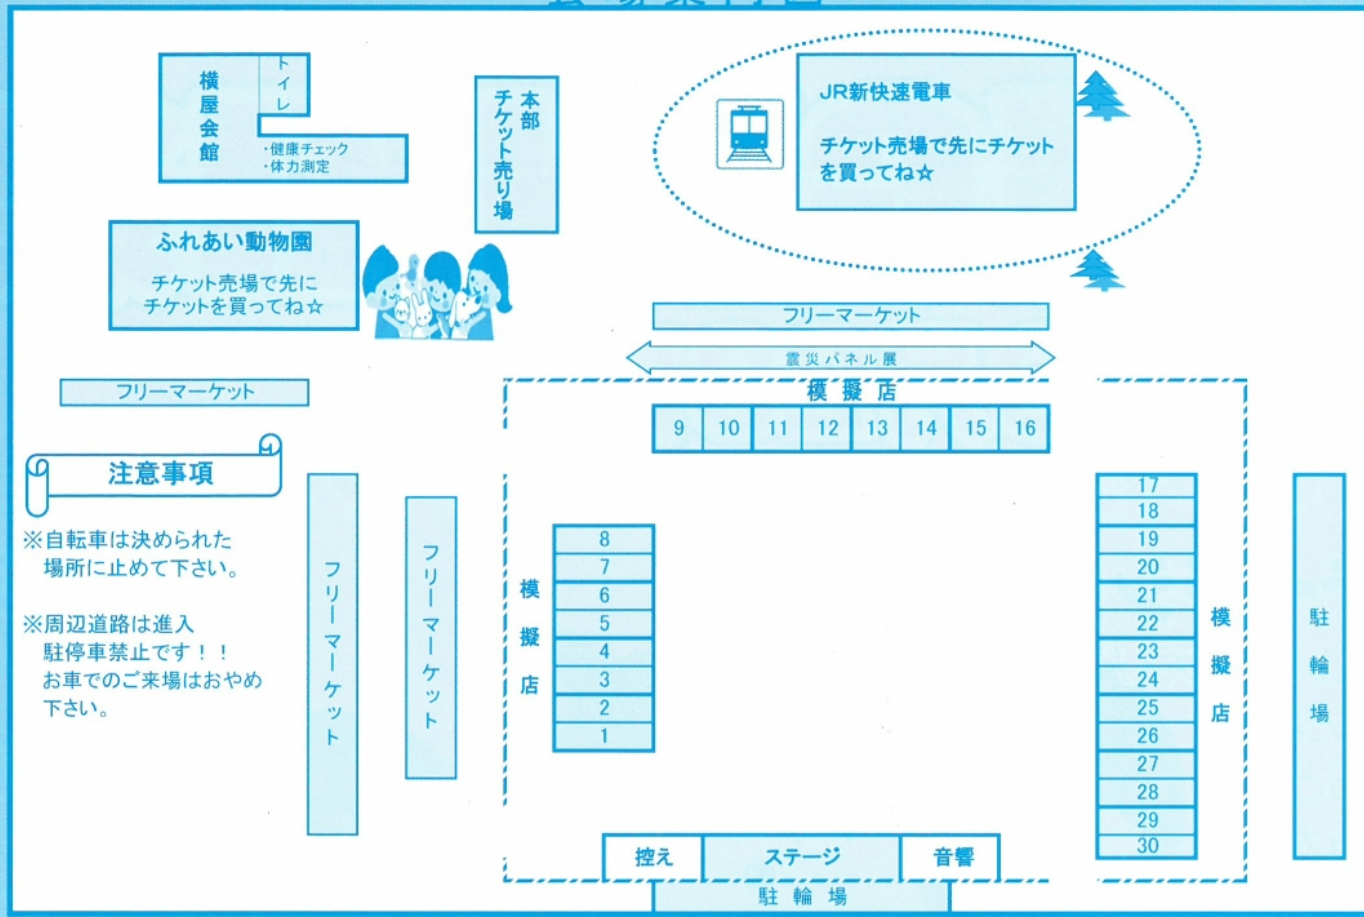 横屋会館
トイレ
・健康チェック
・体力測定
本部
チケット売り場
JR新快速電車
チケット売場で先にチケット
を買ってね☆
ふれあい動物園
チケット売場で先に
チケットを買ってね☆
フリーマーケット
震災パネル展
模擬店
9 10 11 12 13 14 15 16
フリーマーケット
注意事項
※自転車は決められた
場所に止めて下さい。
※周辺道路は進入
駐停車禁止です！！
お車でのご来場はおやめ
下さい。
フリーマーケット
フリーマーケット
模擬店
8
7
6
5
4
3
2
1
17
18
19
20
21
22
23
24
25
26
27
28
29
30
模擬店
駐輪場
控え
ステージ
音響
駐輪場